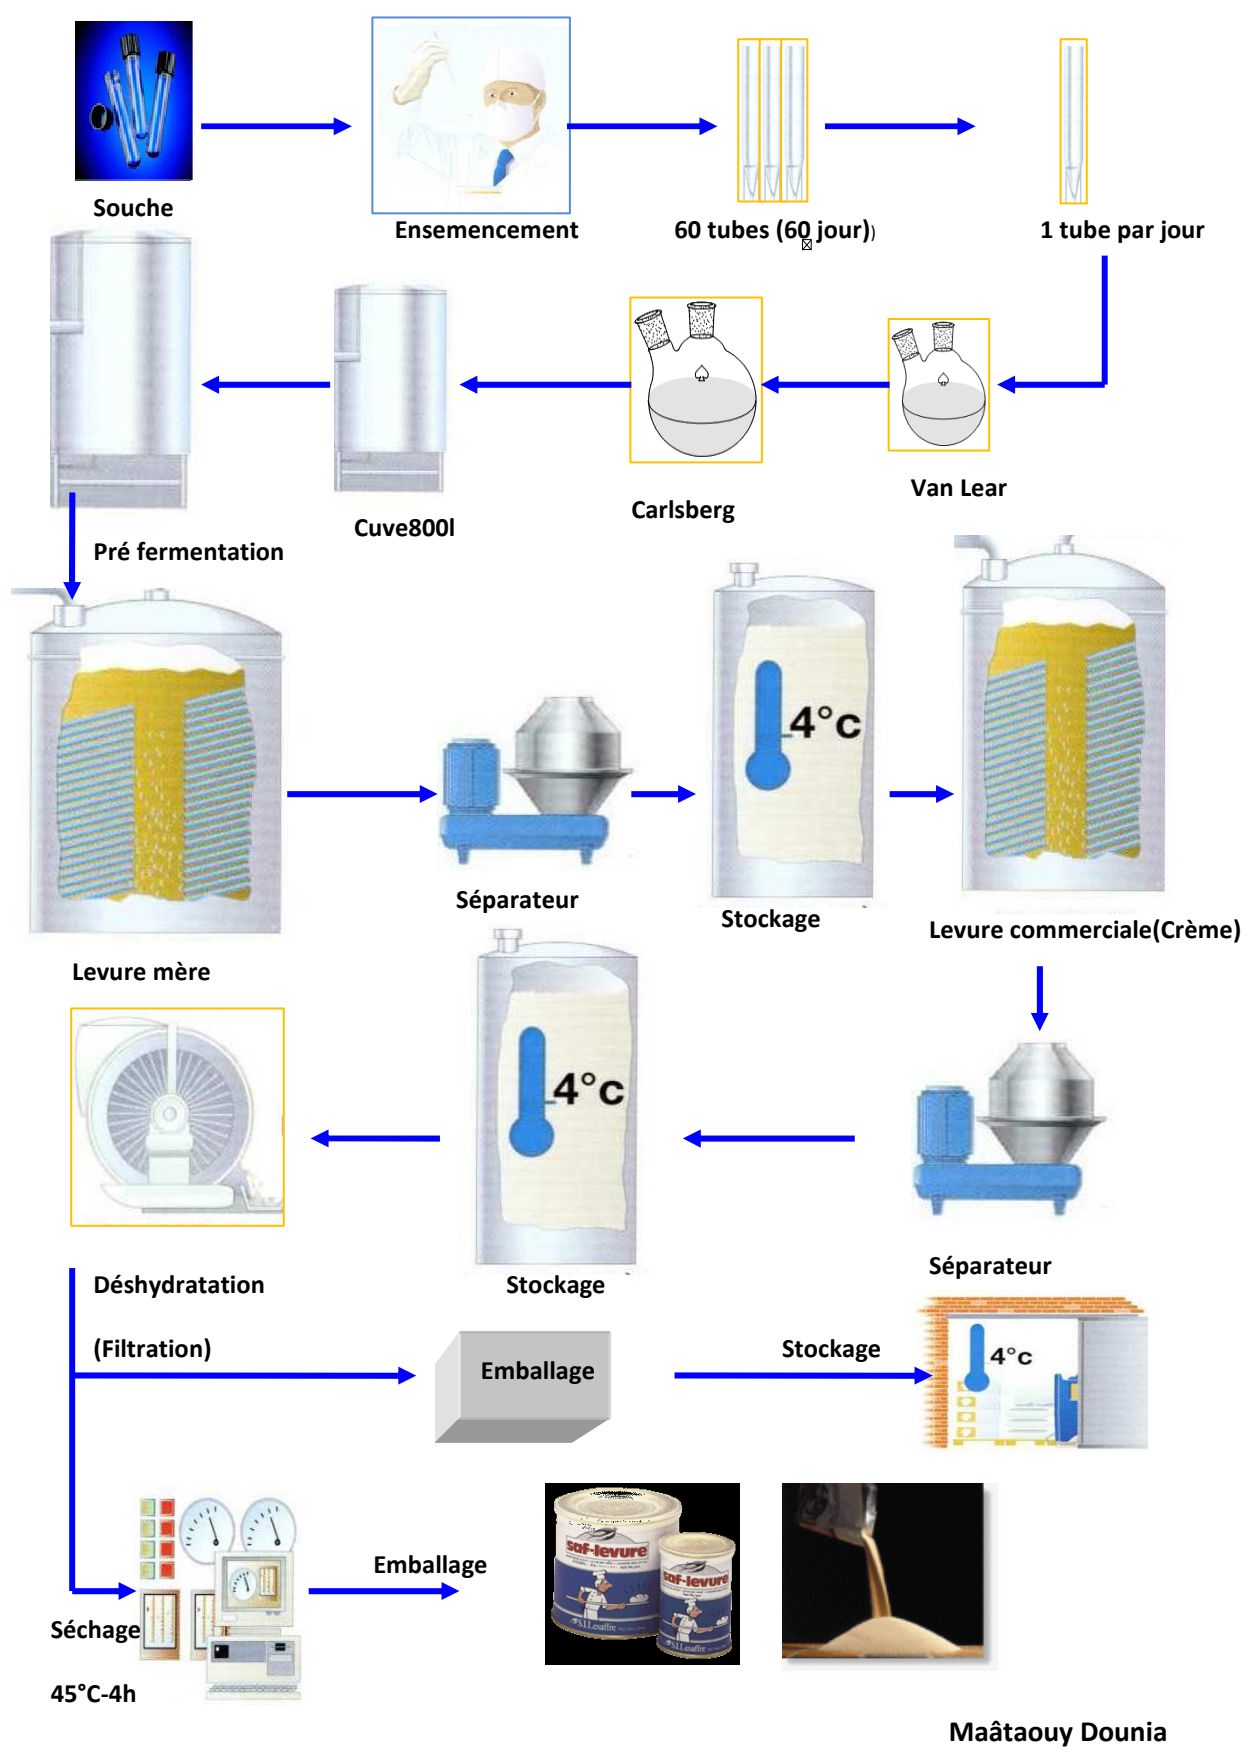 Souche
Ensemencement
60 tubes (60 jour))
1 tube par jour
Van Lear
Carlsberg
Cuve800l
Pré fermentation
4°c
Séparateur
Stockage
Levure commerciale(Crème)
Levure mère
4°c
Séparateur
Stockage
Déshydratation
(Filtration)
Emballage
Stockage
4°c
saf-levure
saf-levure
S.I.Lesaffre
S.I.Lesaffre
Emballage
Séchage
45°C-4h
Maâtaouy Dounia